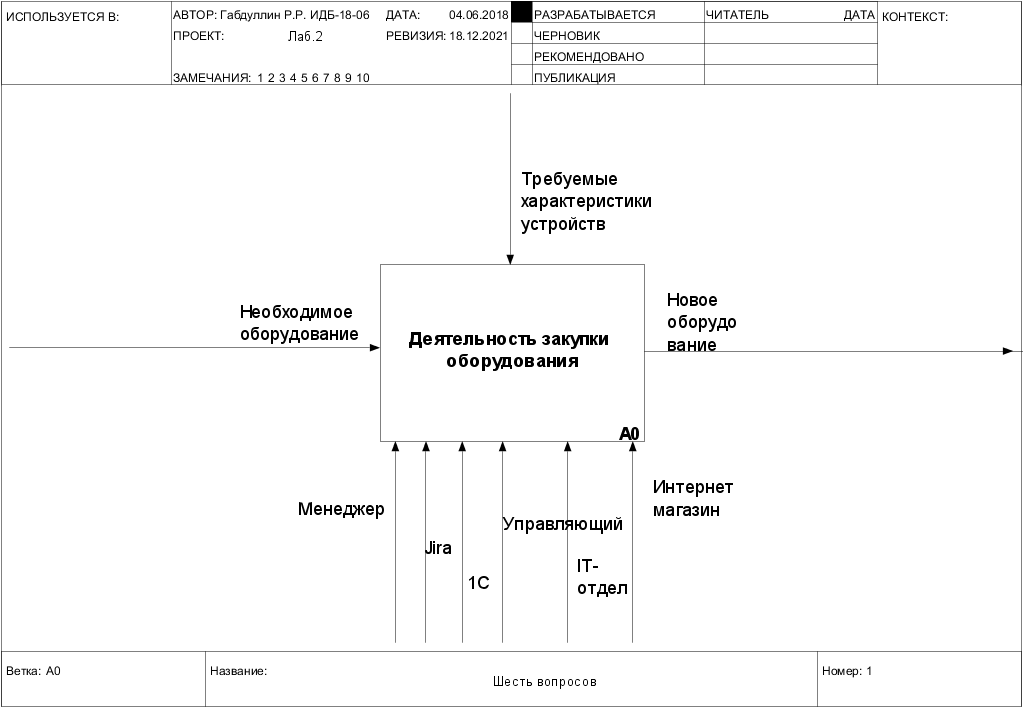 ИСПОЛЬЗУЕТСЯ В:
АВТОР: Габдуллин Р.Р. ИДБ-18-06
ДАТА: 04.06.2018
ПРОЕКТ: Лаб.2
РЕВИЗИЯ: 18.12.2021
ЗАМЕЧАНИЯ: 1 2 3 4 5 6 7 8 9 10
РАЗРАБАТЫВАЕТСЯ
ЧЕРНОВИК
РЕКОМЕНДОВАНО
ПУБЛИКАЦИЯ
ЧИТАТЕЛЬ ДАТА
КОНТЕКСТ:
Требуемые
характеристики
устройств
Необходимое
оборудование
Деятельность закупки
оборудования
A0
Новое
оборудо
вание
Менеджер
Jira
1С
Управляющий
IT-
отдел
Интернет
магазин
Ветка: A0
Название:
Шесть вопросов
Номер: 1